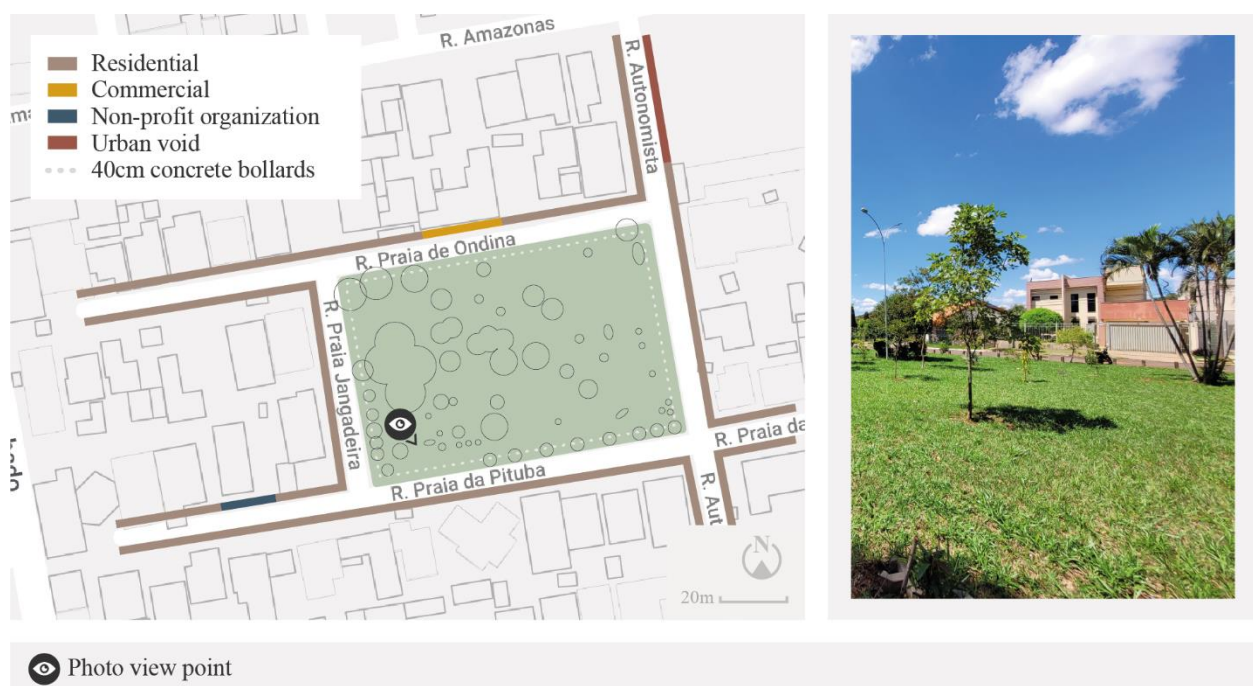 R. Amazonas
Residential
Commercial
Non-profit organization
Urban void
40cm concrete bollards
R. Autonomista
R. Praia de Ondina
R. Praia Jangadeira
R. Praia da
R. Praia da Pituba
R. Aut
N
20m
Photo view point